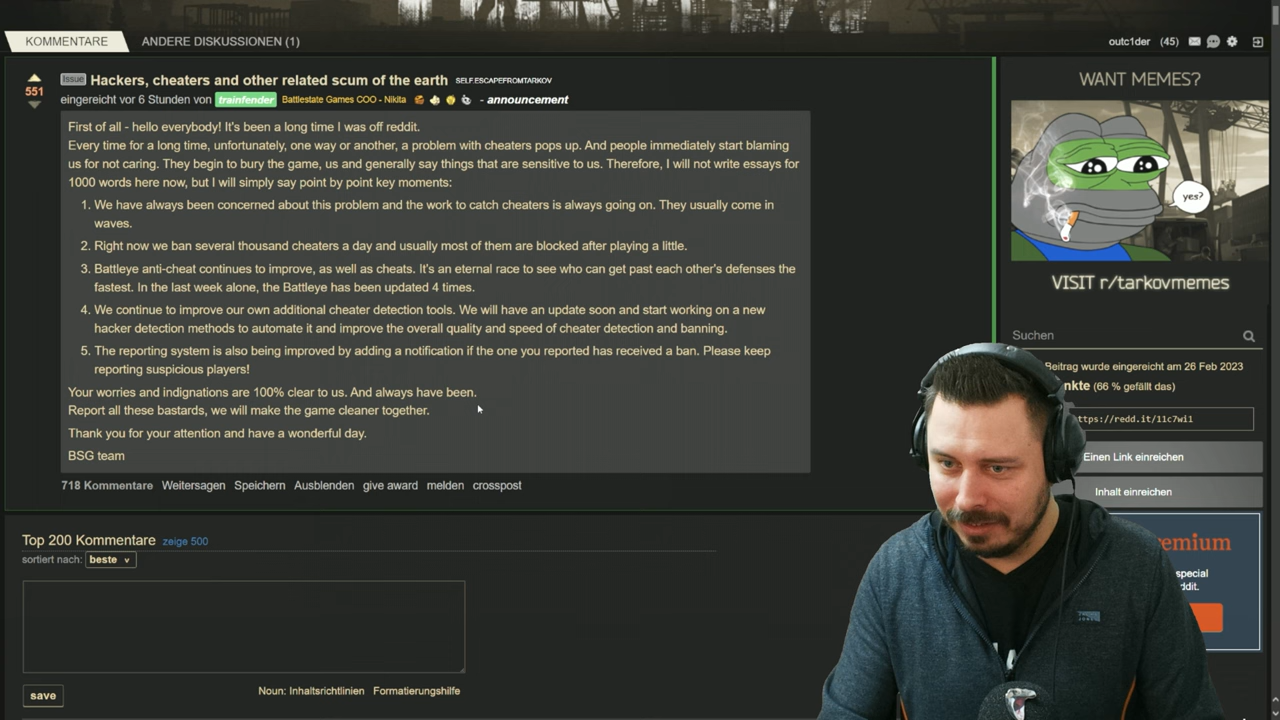 KOMMENTARE
ANDERE DISKUSSIONEN (1)
outc1der (45)
551
Issue Hackers, cheaters and other related scum of the earth SELF.ESCAPEFROMTARKOV
eingereicht vor 6 Stunden von trainfender Battlestate Games COO - Nikita - announcement
First of all - hello everybody! It's been a long time I was off reddit.
Every time for a long time, unfortunately, one way or another, a problem with cheaters pops up. And people immediately start blaming
us for not caring. They begin to bury the game, us and generally say things that are sensitive to us. Therefore, I will not write essays for
1000 words here now, but I will simply say point by point key moments:
1. We have always been concerned about this problem and the work to catch cheaters is always going on. They usually come in
waves.
2. Right now we ban several thousand cheaters a day and usually most of them are blocked after playing a little.
3. Battleye anti-cheat continues to improve, as well as cheats. It's an eternal race to see who can get past each other's defenses the
fastest. In the last week alone, the Battleye has been updated 4 times.
4. We continue to improve our own additional cheater detection tools. We will have an update soon and start working on a new
hacker detection methods to automate it and improve the overall quality and speed of cheater detection and banning.
5. The reporting system is also being improved by adding a notification if the one you reported has received a ban. Please keep
reporting suspicious players!
Your worries and indignations are 100% clear to us. And always have been.
Report all these bastards, we will make the game cleaner together.
Thank you for your attention and have a wonderful day.
BSG team
718 Kommentare Weitersagen Speichern Ausblenden give award melden crosspost
Top 200 Kommentare zeige 500
sortiert nach: beste
Noun: Inhaltsrichtlinien Formatierungshilfe
save
WANT MEMES?
yes?
VISIT r/tarkovmemes
Suchen
Beitrag wurde eingereicht am 26 Feb 2023
nkte (66 % gefällt das)
https://redd.it/11c7wi1
Einen Link einreichen
Inhalt einreichen
emium
special
ddit.